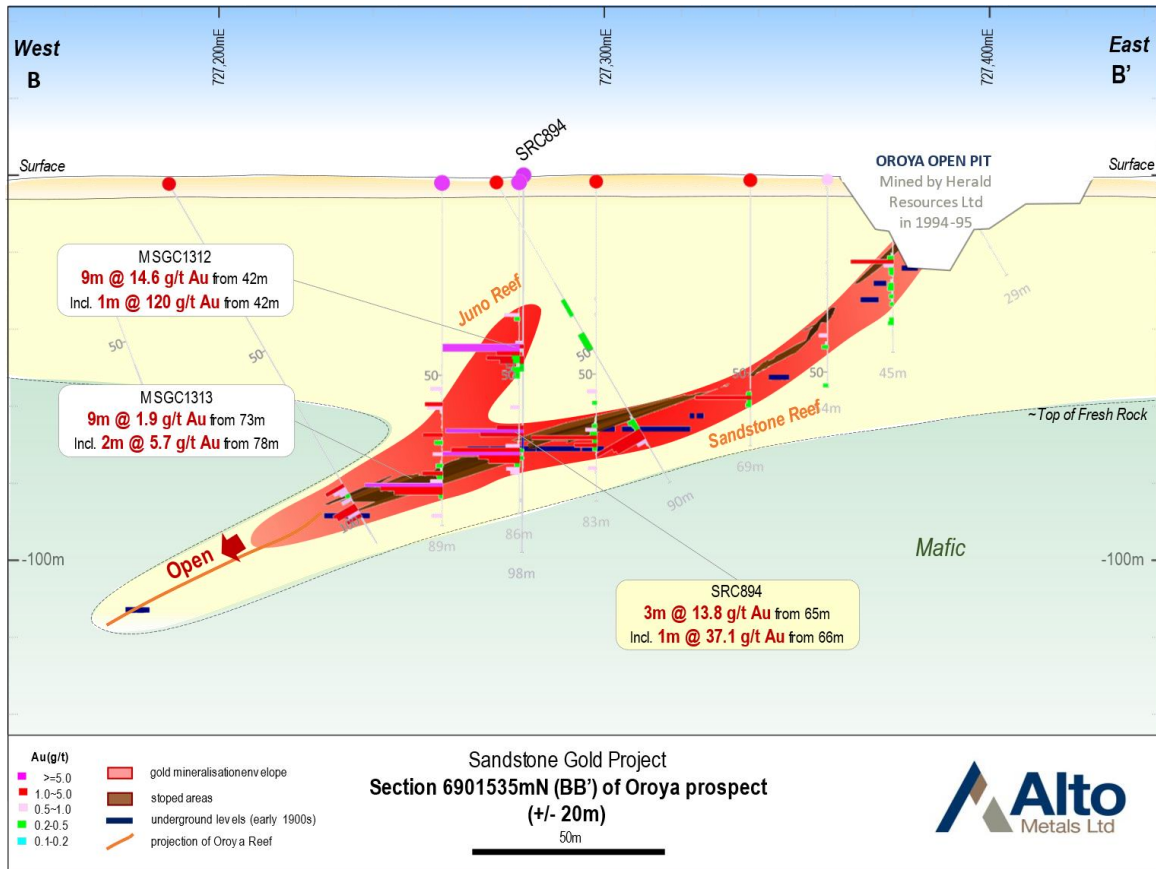 West
B
East
B'
727,200mE
727,300mE
727,400mE
SRC894
Surface
Surface
OROYA OPEN PIT
Mined by Herald
Resources Ltd
in 1994-95
MSGC1312
9m @ 14.6 g/t Au from 42m
Incl. 1m @ 120 g/t Au from 42m
Juno Reef
29m
50
50
50
50
50
50
50
50
45m
MSGC1313
9m @ 1.9 g/t Au from 73m
Incl. 2m @ 5.7 g/t Au from 78m
Sandstone Reef
~Top of Fresh Rock
69m
90m
83m
86m
89m
98m
Open
-100m
-100m
Mafic
SRC894
3m @ 13.8 g/t Au from 65m
Incl. 1m @ 37.1 g/t Au from 66m
Au(g/t)
>=5.0
1.0~5.0
0.5~1.0
0.2-0.5
0.1-0.2
gold mineralisationenvelope
stoped areas
underground levels (early 1900s)
projection of Oroya Reef
Sandstone Gold Project
Section 6901535mN (BB') of Oroya prospect
(+/- 20m)
50m
Alto
Metals Ltd